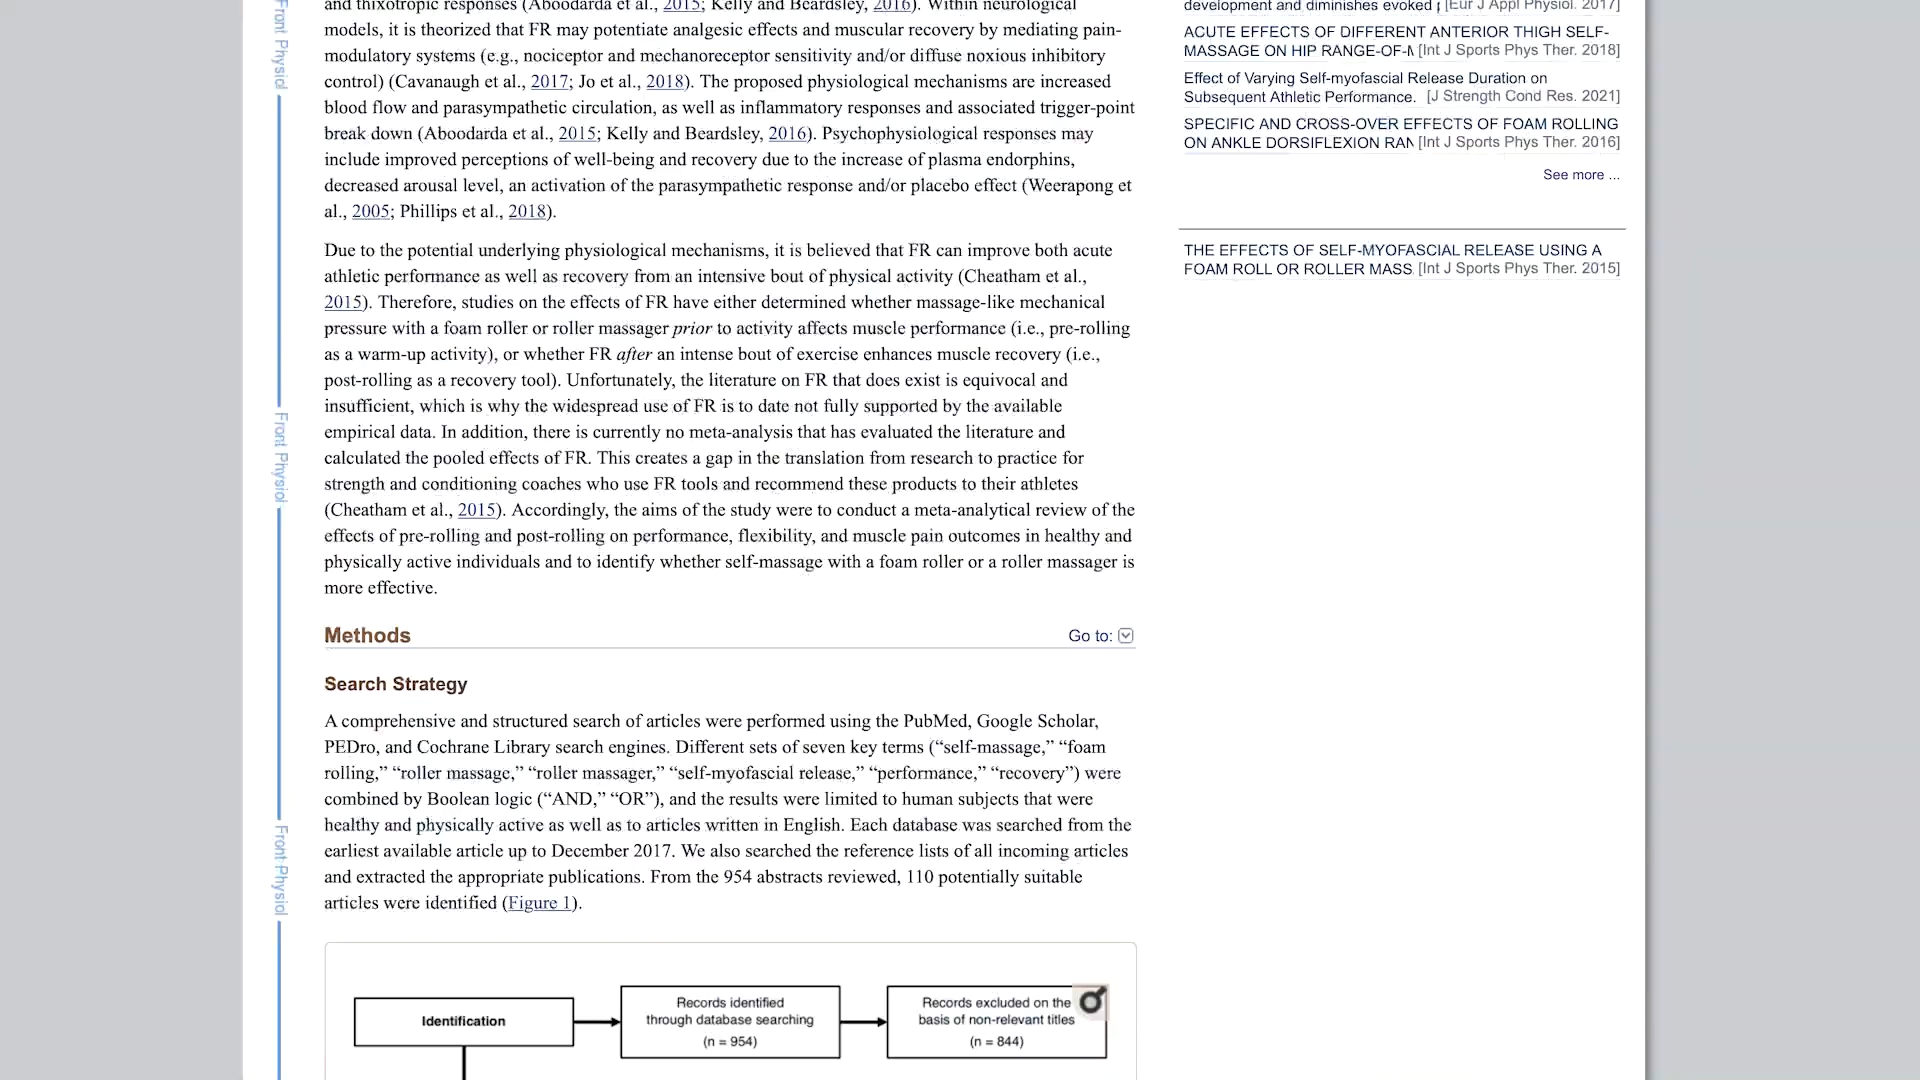 and thixotropic responses (Aboodarda et al., 2015; Kelly and Beardsley, 2016). Within neurological
models, it is theorized that FR may potentiate analgesic effects and muscular recovery by mediating pain-
modulatory systems (e.g., nociceptor and mechanoreceptor sensitivity and/or diffuse noxious inhibitory
control) (Cavanaugh et al., 2017; Jo et al., 2018). The proposed physiological mechanisms are increased
blood flow and parasympathetic circulation, as well as inflammatory responses and associated trigger-point
break down (Aboodarda et al., 2015; Kelly and Beardsley, 2016). Psychophysiological responses may
include improved perceptions of well-being and recovery due to the increase of plasma endorphins,
decreased arousal level, an activation of the parasympathetic response and/or placebo effect (Weerapong et
al., 2005; Phillips et al., 2018).
Due to the potential underlying physiological mechanisms, it is believed that FR can improve both acute
athletic performance as well as recovery from an intensive bout of physical activity (Cheatham et al.,
2015). Therefore, studies on the effects of FR have either determined whether massage-like mechanical
pressure with a foam roller or roller massager prior to activity affects muscle performance (i.e., pre-rolling
as a warm-up activity), or whether FR after an intense bout of exercise enhances muscle recovery (i.e.,
post-rolling as a recovery tool). Unfortunately, the literature on FR that does exist is equivocal and
insufficient, which is why the widespread use of FR is to date not fully supported by the available
empirical data. In addition, there is currently no meta-analysis that has evaluated the literature and
calculated the pooled effects of FR. This creates a gap in the translation from research to practice for
strength and conditioning coaches who use FR tools and recommend these products to their athletes
(Cheatham et al., 2015). Accordingly, the aims of the study were to conduct a meta-analytical review of the
effects of pre-rolling and post-rolling on performance, flexibility, and muscle pain outcomes in healthy and
physically active individuals and to identify whether self-massage with a foam roller or a roller massager is
more effective.
Methods
Go to:
Search Strategy
A comprehensive and structured search of articles were performed using the PubMed, Google Scholar,
PEDro, and Cochrane Library search engines. Different sets of seven key terms (“self-massage,” “foam
rolling,” “roller massage,” “roller massager,” “self-myofascial release,” “performance,” “recovery”) were
combined by Boolean logic (“AND,” “OR”), and the results were limited to human subjects that were
healthy and physically active as well as to articles written in English. Each database was searched from the
earliest available article up to December 2017. We also searched the reference lists of all incoming articles
and extracted the appropriate publications. From the 954 abstracts reviewed, 110 potentially suitable
articles were identified (Figure 1).
Identification
Records identified
through database searching
(n = 954)
Records excluded on the
basis of non-relevant titles
(n = 844)
development and diminishes evoked [Eur J Appl Physiol. 2017]
ACUTE EFFECTS OF DIFFERENT ANTERIOR THIGH SELF-
MASSAGE ON HIP RANGE-OF- [Int J Sports Phys Ther. 2018]
Effect of Varying Self-myofascial Release Duration on
Subsequent Athletic Performance. [J Strength Cond Res. 2021]
SPECIFIC AND CROSS-OVER EFFECTS OF FOAM ROLLING
ON ANKLE DORSIFLEXION RAN [Int J Sports Phys Ther. 2016]
See more ...
THE EFFECTS OF SELF-MYOFASCIAL RELEASE USING A
FOAM ROLL OR ROLLER MASS [Int J Sports Phys Ther. 2015]
Front Physiol
Front Physiol
Front Physiol